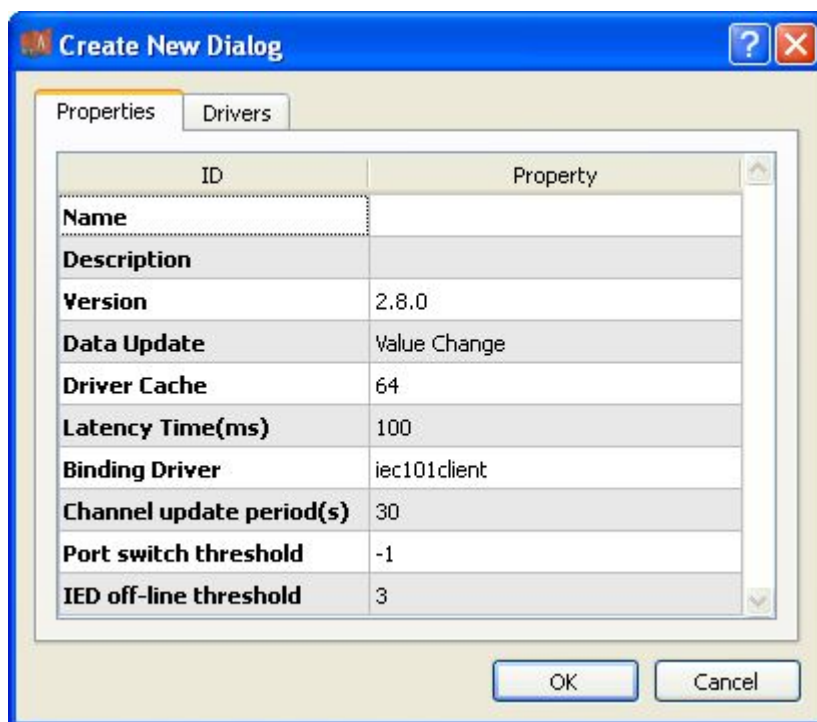 Create New Dialog
Properties Drivers
ID Property
Name
Description
Version 2.8.0
Data Update Value Change
Driver Cache 64
Latency Time(ms) 100
Binding Driver iec101client
Channel update period(s) 30
Port switch threshold -1
IED off-line threshold 3
OK Cancel